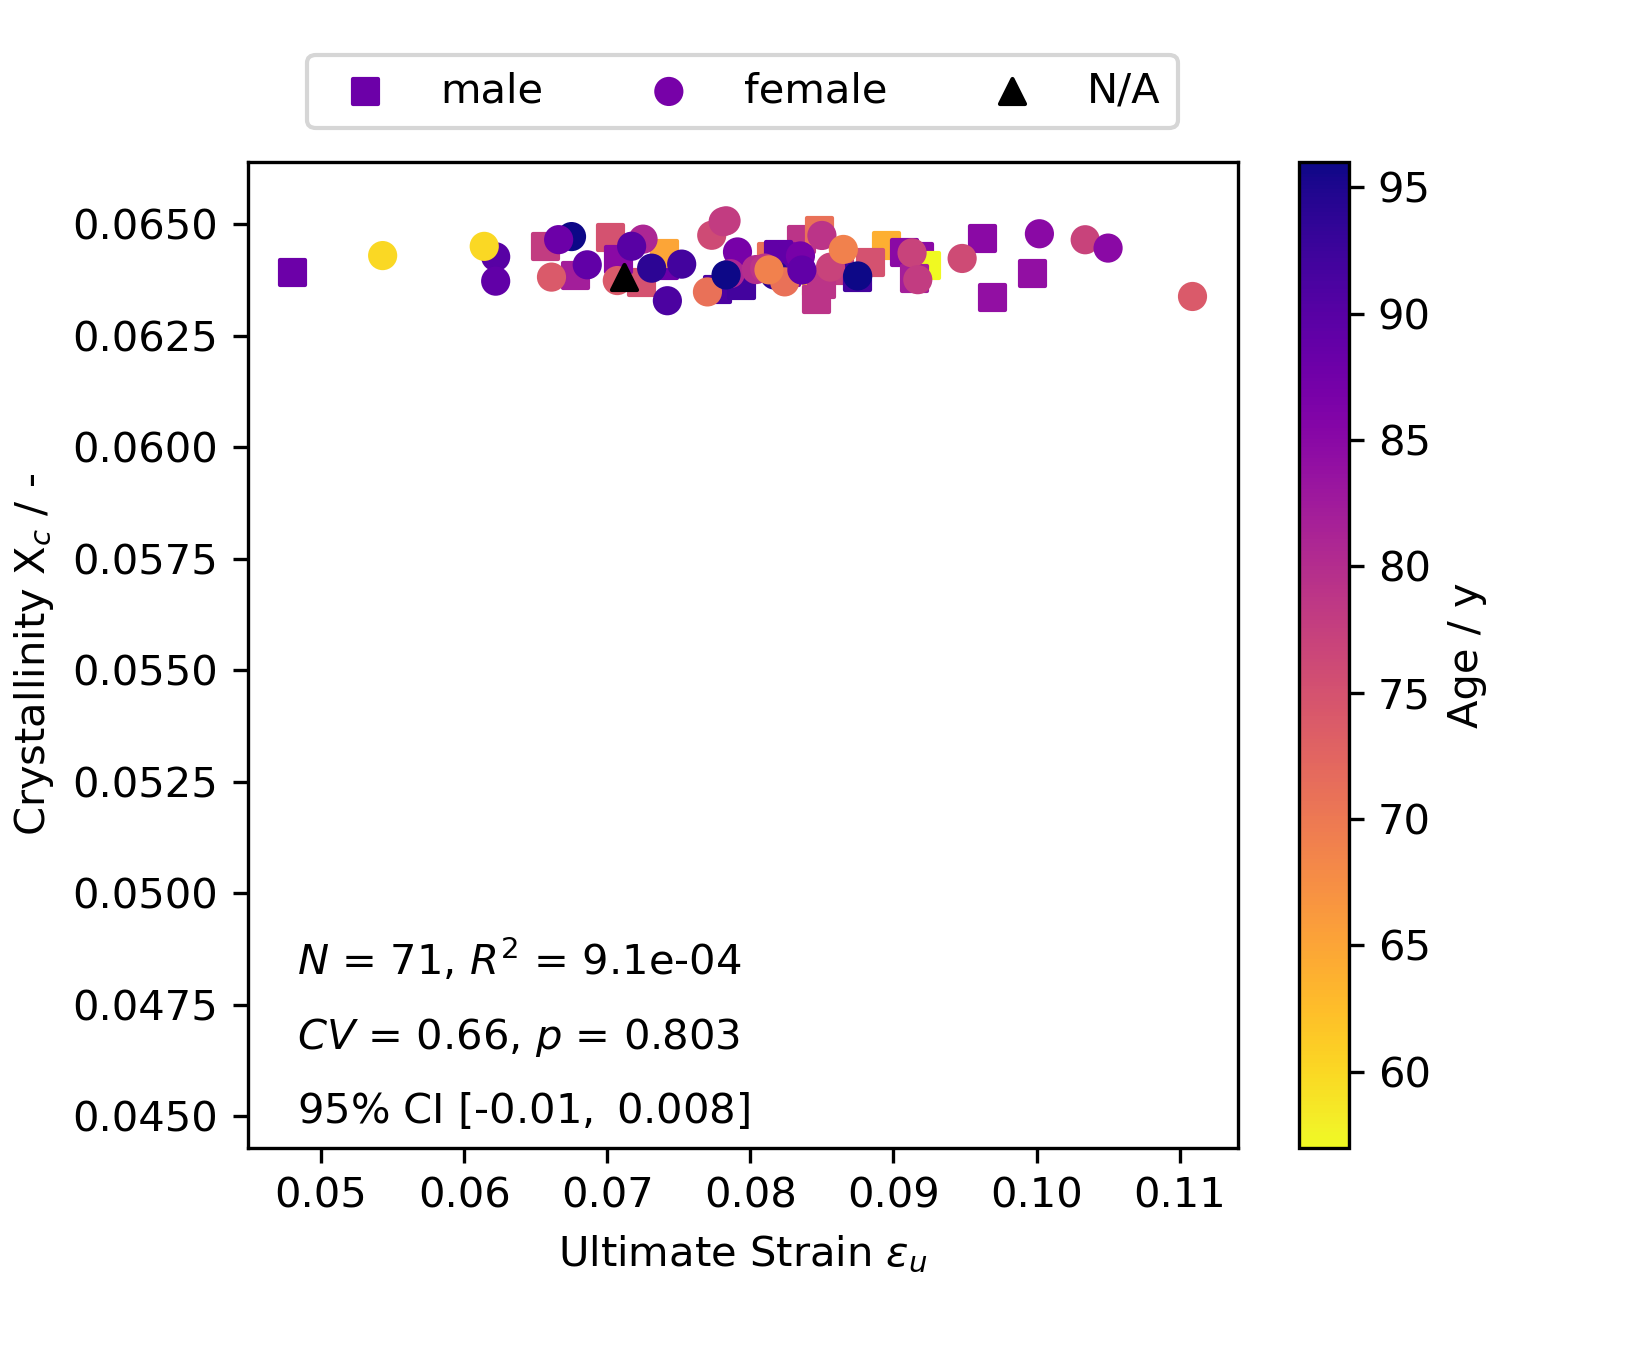 male female N/A
0.0650
0.0625
0.0600
0.0575
0.0550
0.0525
0.0500
0.0475
0.0450
Crystallinity X_c / -
N = 71, R² = 9.1e-04
CV = 0.66, p = 0.803
95% CI [-0.01, 0.008]
0.05 0.06 0.07 0.08 0.09 0.10 0.11
Ultimate Strain ε_u
95
90
85
80
75
70
65
60
Age / y